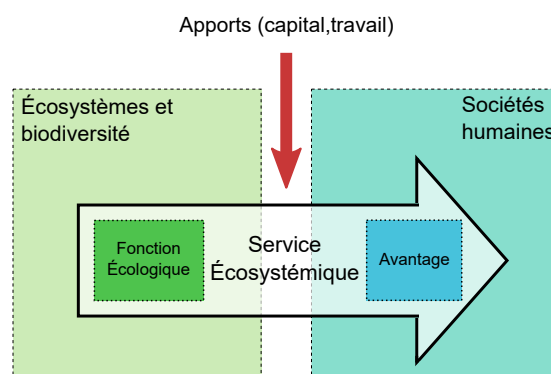 Apports (capital,travail)
Écosystèmes et
biodiversité
Sociétés
humaines
Fonction
Écologique
Service
Écosystémique
Avantage